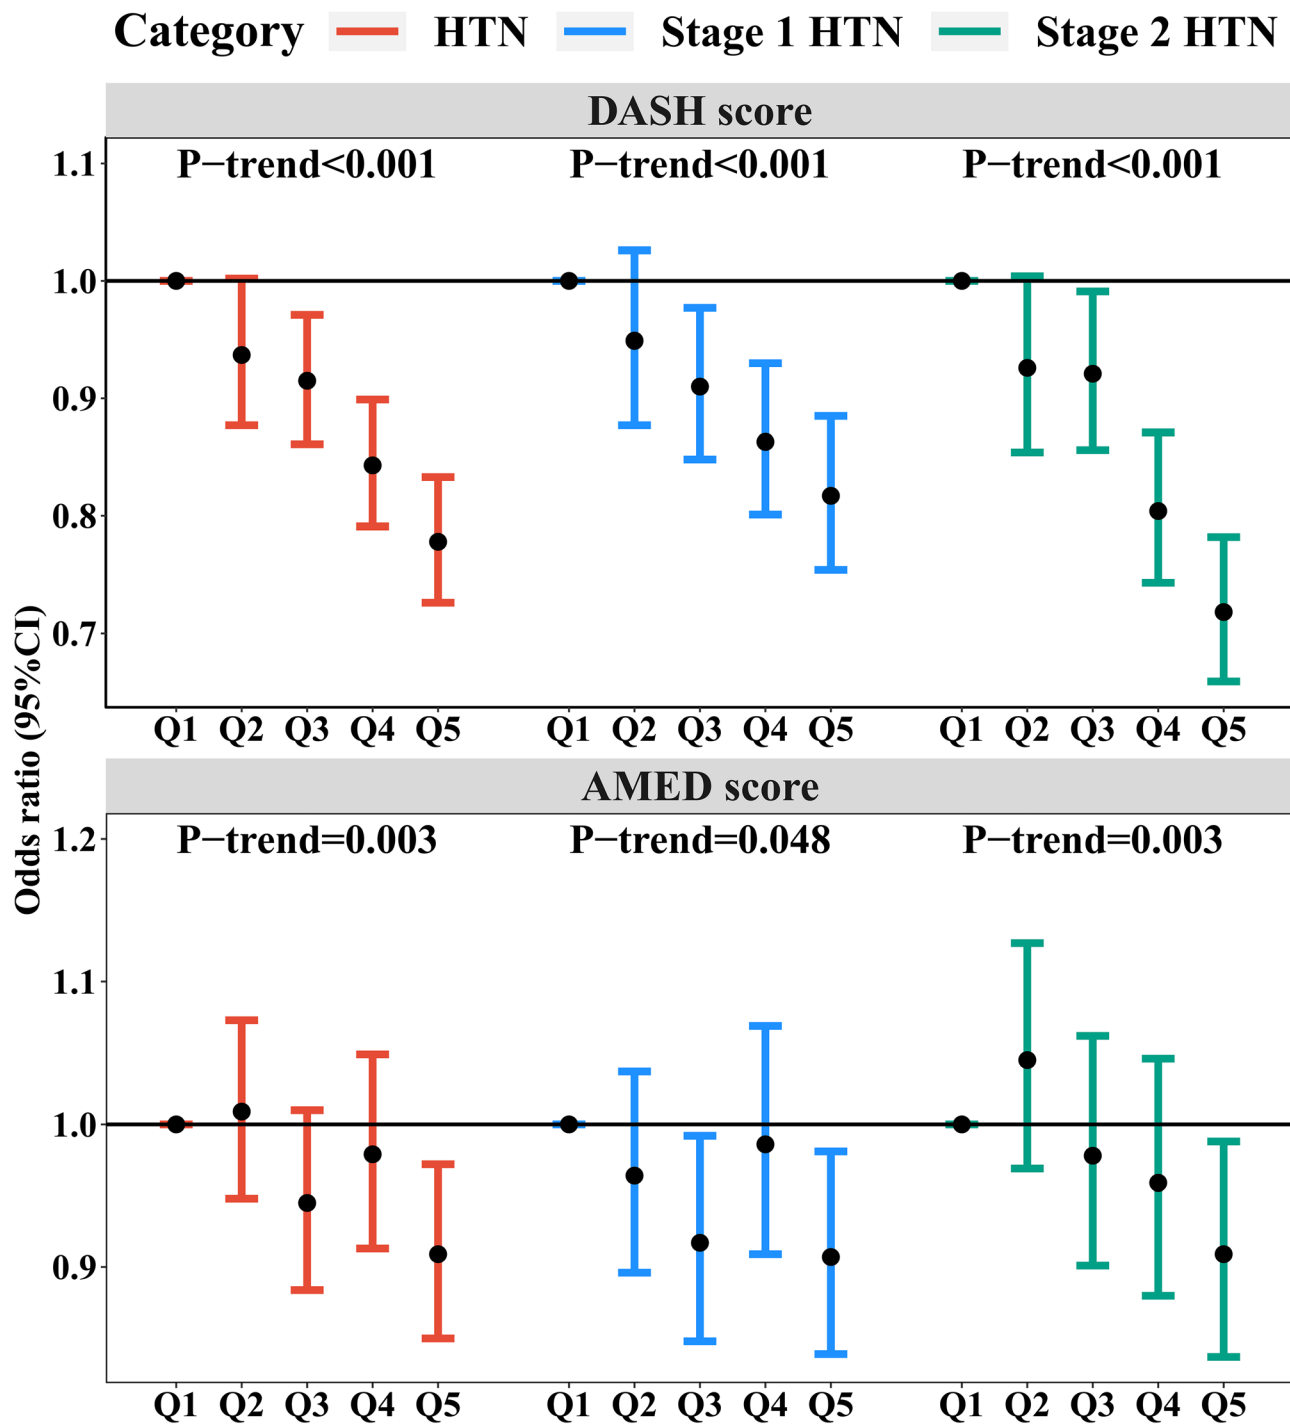 Category HTN Stage 1 HTN Stage 2 HTN
DASH score
P−trend<0.001 P−trend<0.001 P−trend<0.001
1.1
1.0
0.9
0.8
0.7
Q1 Q2 Q3 Q4 Q5 Q1 Q2 Q3 Q4 Q5 Q1 Q2 Q3 Q4 Q5
Odds ratio (95%CI)
AMED score
P−trend=0.003 P−trend=0.048 P−trend=0.003
1.2
1.1
1.0
0.9
Q1 Q2 Q3 Q4 Q5 Q1 Q2 Q3 Q4 Q5 Q1 Q2 Q3 Q4 Q5